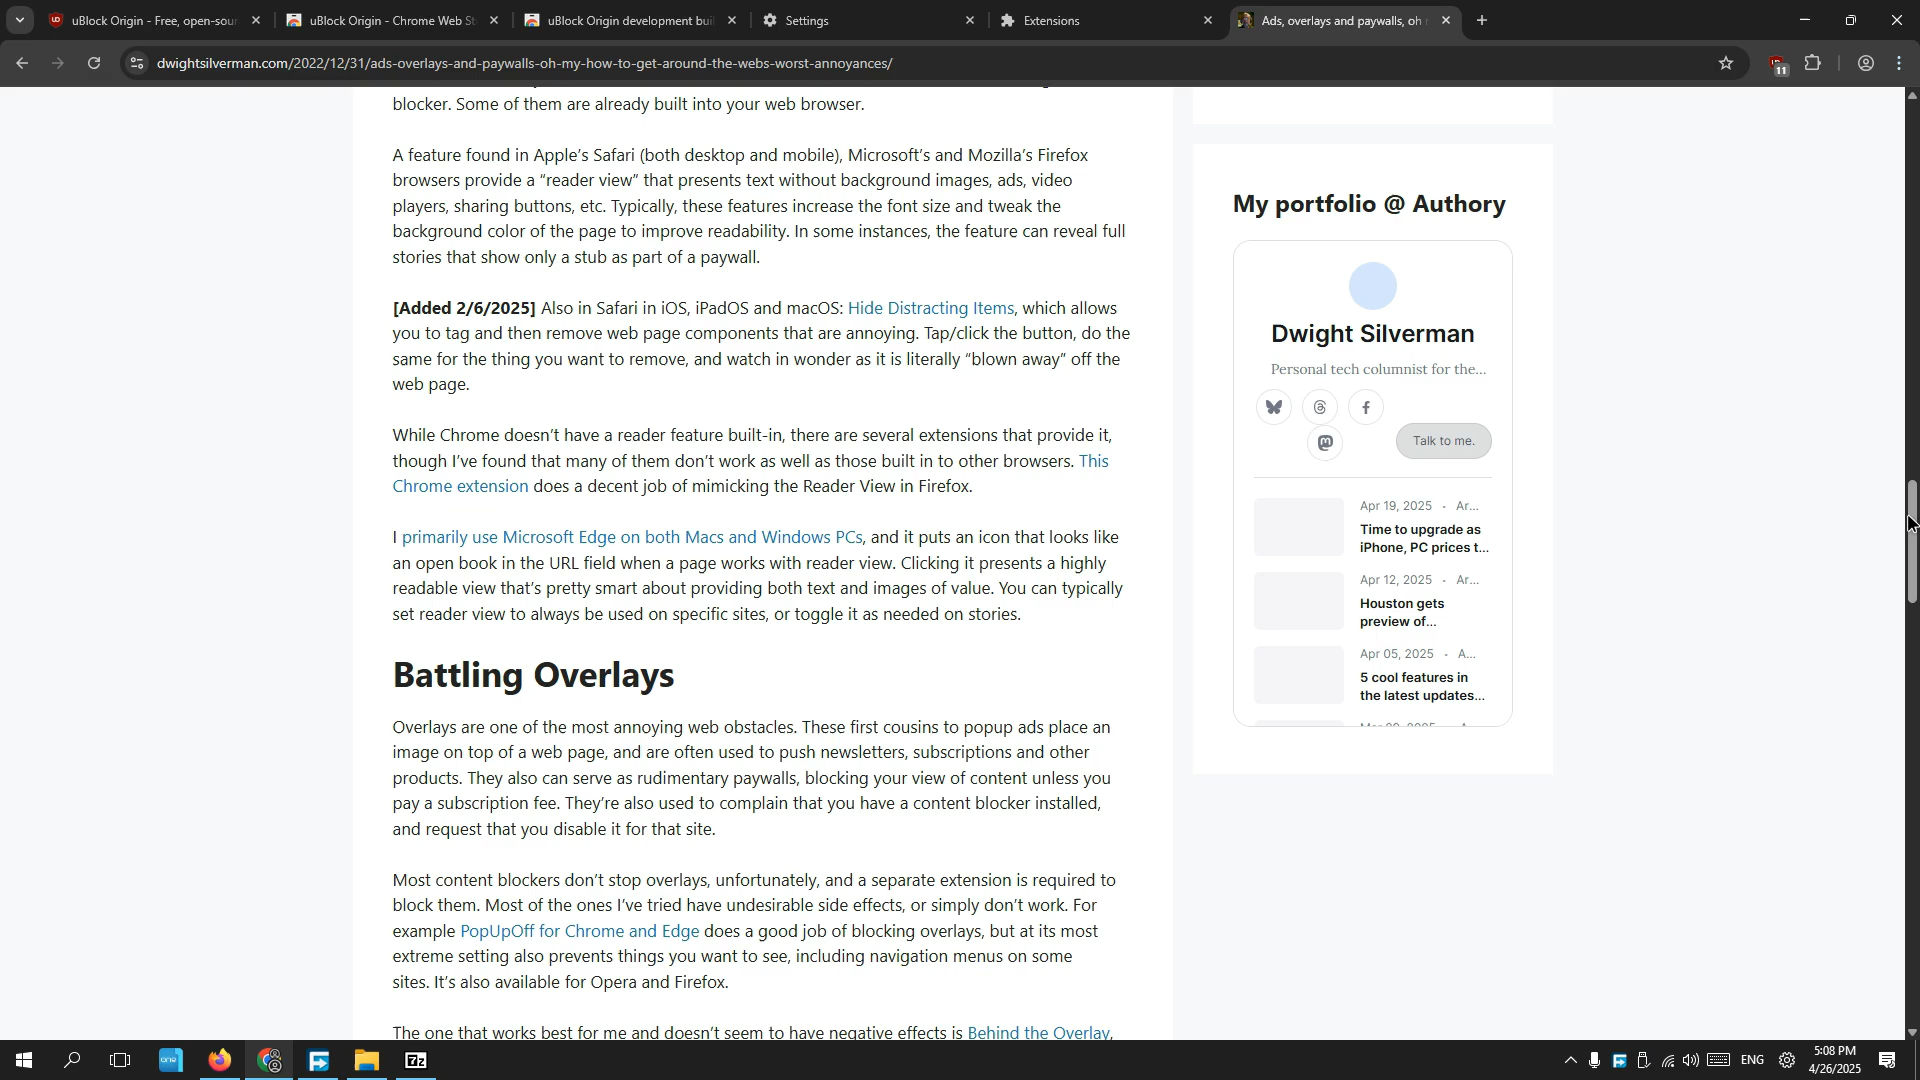 uBlock Origin - Free, open-sour
uBlock Origin - Chrome Web St
uBlock Origin development buil
Settings
Extensions
Ads, overlays and paywalls, oh
dwightsilverman.com/2022/12/31/ads-overlays-and-paywalls-oh-my-how-to-get-around-the-webs-worst-annoyances/
11
blocker. Some of them are already built into your web browser.
A feature found in Apple’s Safari (both desktop and mobile), Microsoft’s and Mozilla’s Firefox
browsers provide a “reader view” that presents text without background images, ads, video
players, sharing buttons, etc. Typically, these features increase the font size and tweak the
background color of the page to improve readability. In some instances, the feature can reveal full
stories that show only a stub as part of a paywall.
[Added 2/6/2025] Also in Safari in iOS, iPadOS and macOS: Hide Distracting Items, which allows
you to tag and then remove web page components that are annoying. Tap/click the button, do the
same for the thing you want to remove, and watch in wonder as it is literally “blown away” off the
web page.
While Chrome doesn’t have a reader feature built-in, there are several extensions that provide it,
though I’ve found that many of them don’t work as well as those built in to other browsers. This
Chrome extension does a decent job of mimicking the Reader View in Firefox.
I primarily use Microsoft Edge on both Macs and Windows PCs, and it puts an icon that looks like
an open book in the URL field when a page works with reader view. Clicking it presents a highly
readable view that’s pretty smart about providing both text and images of value. You can typically
set reader view to always be used on specific sites, or toggle it as needed on stories.
Battling Overlays
Overlays are one of the most annoying web obstacles. These first cousins to popup ads place an
image on top of a web page, and are often used to push newsletters, subscriptions and other
products. They also can serve as rudimentary paywalls, blocking your view of content unless you
pay a subscription fee. They’re also used to complain that you have a content blocker installed,
and request that you disable it for that site.
Most content blockers don’t stop overlays, unfortunately, and a separate extension is required to
block them. Most of the ones I’ve tried have undesirable side effects, or simply don’t work. For
example PopUpOff for Chrome and Edge does a good job of blocking overlays, but at its most
extreme setting also prevents things you want to see, including navigation menus on some
sites. It’s also available for Opera and Firefox.
The one that works best for me and doesn’t seem to have negative effects is Behind the Overlay,
My portfolio @ Authory
Dwight Silverman
Personal tech columnist for the...
Talk to me.
Apr 19, 2025 · Ar...
Time to upgrade as
iPhone, PC prices t...
Apr 12, 2025 · Ar...
Houston gets
preview of...
Apr 05, 2025 · A...
5 cool features in
the latest updates...
one
7z
ENG
5:08 PM
4/26/2025